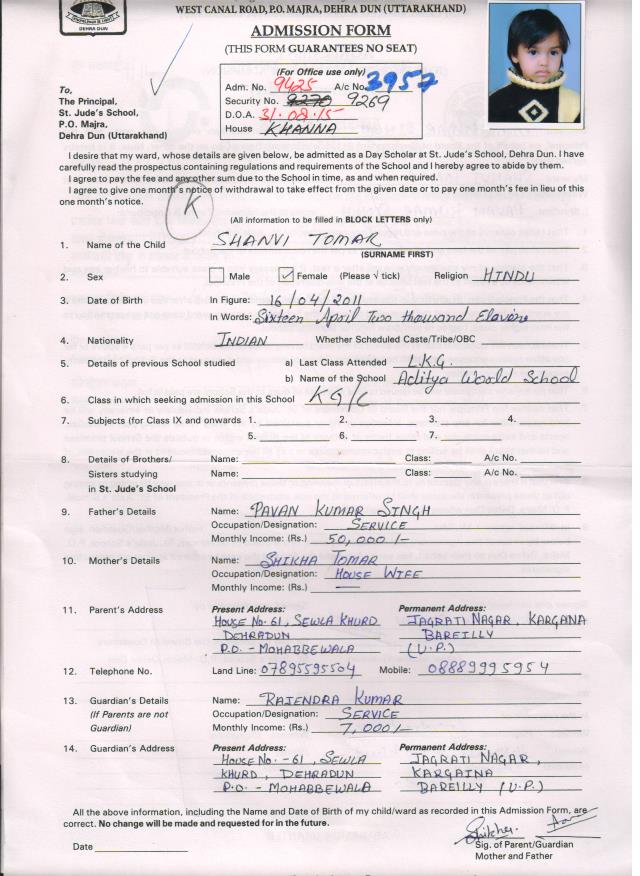 DEHRA DUN
WEST CANAL ROAD, P.O. MAJRA, DEHRA DUN (UTTARAKHAND)
ADMISSION FORM
(THIS FORM GUARANTEES NO SEAT)
(For Office use only)
Adm. No. 9425 A/c No. 3957
Security No. 9270 9269
D.O.A. 31.08.15
House KHANNA
To,
The Principal,
St. Jude's School,
P.O. Majra,
Dehra Dun (Uttarakhand)
I desire that my ward, whose details are given below, be admitted as a Day Scholar at St. Jude's School, Dehra Dun. I have
carefully read the prospectus containing regulations and requirements of the School and I hereby agree to abide by them.
I agree to pay the fee and any other sum due to the School in time, as and when required.
I agree to give one month's notice of withdrawal to take effect from the given date or to pay one month's fee in lieu of this
one month's notice.
K
(All information to be filled in BLOCK LETTERS only)
1. Name of the Child SHANVI TOMAR
(SURNAME FIRST)
2. Sex Male ✓ Female (Please √ tick) Religion HINDU
3. Date of Birth In Figure: 16/04/2011
In Words: Sixteen April Two thousand Elavine
4. Nationality INDIAN Whether Scheduled Caste/Tribe/OBC
5. Details of previous School studied a) Last Class Attended L.K.G.
b) Name of the School Aditya World School
6. Class in which seeking admission in this School KG/C
7. Subjects (for Class IX and onwards 1. 2. 3. 4.
5. 6. 7.
8. Details of Brothers/ Name: Class: A/c No.
Sisters studying Name: Class: A/c No.
in St. Jude's School
9. Father's Details Name: PAVAN KUMAR SINGH
Occupation/Designation: SERVICE
Monthly Income: (Rs.) 50,000/-
10. Mother's Details Name: SHIKHA TOMAR
Occupation/Designation: HOUSE WIFE
Monthly Income: (Rs.) —
11. Parent's Address Present Address: Permanent Address:
HOUSE NO. 61, SEWLA KHURD JAGRATI NAGAR, KARGANA
DEHRADUN BAREILLY
P.O. - MOHABBEWALA (U.P.)
12. Telephone No. Land Line: 07895595504 Mobile: 08889995954
13. Guardian's Details Name: RAJENDRA KUMAR
(If Parents are not Occupation/Designation: SERVICE
Guardian) Monthly Income: (Rs.) 7,000/-
14. Guardian's Address Present Address: Permanent Address:
HOUSE NO. - 61, SEWLA JAGRATI NAGAR,
KHURD, DEHRADUN KARGAINA
P.O. - MOHABBEWALA BAREILLY (U.P.)
All the above information, including the Name and Date of Birth of my child/ward as recorded in this Admission Form, are
correct. No change will be made and requested for in the future.
Date
Sig. of Parent/Guardian
Mother and Father